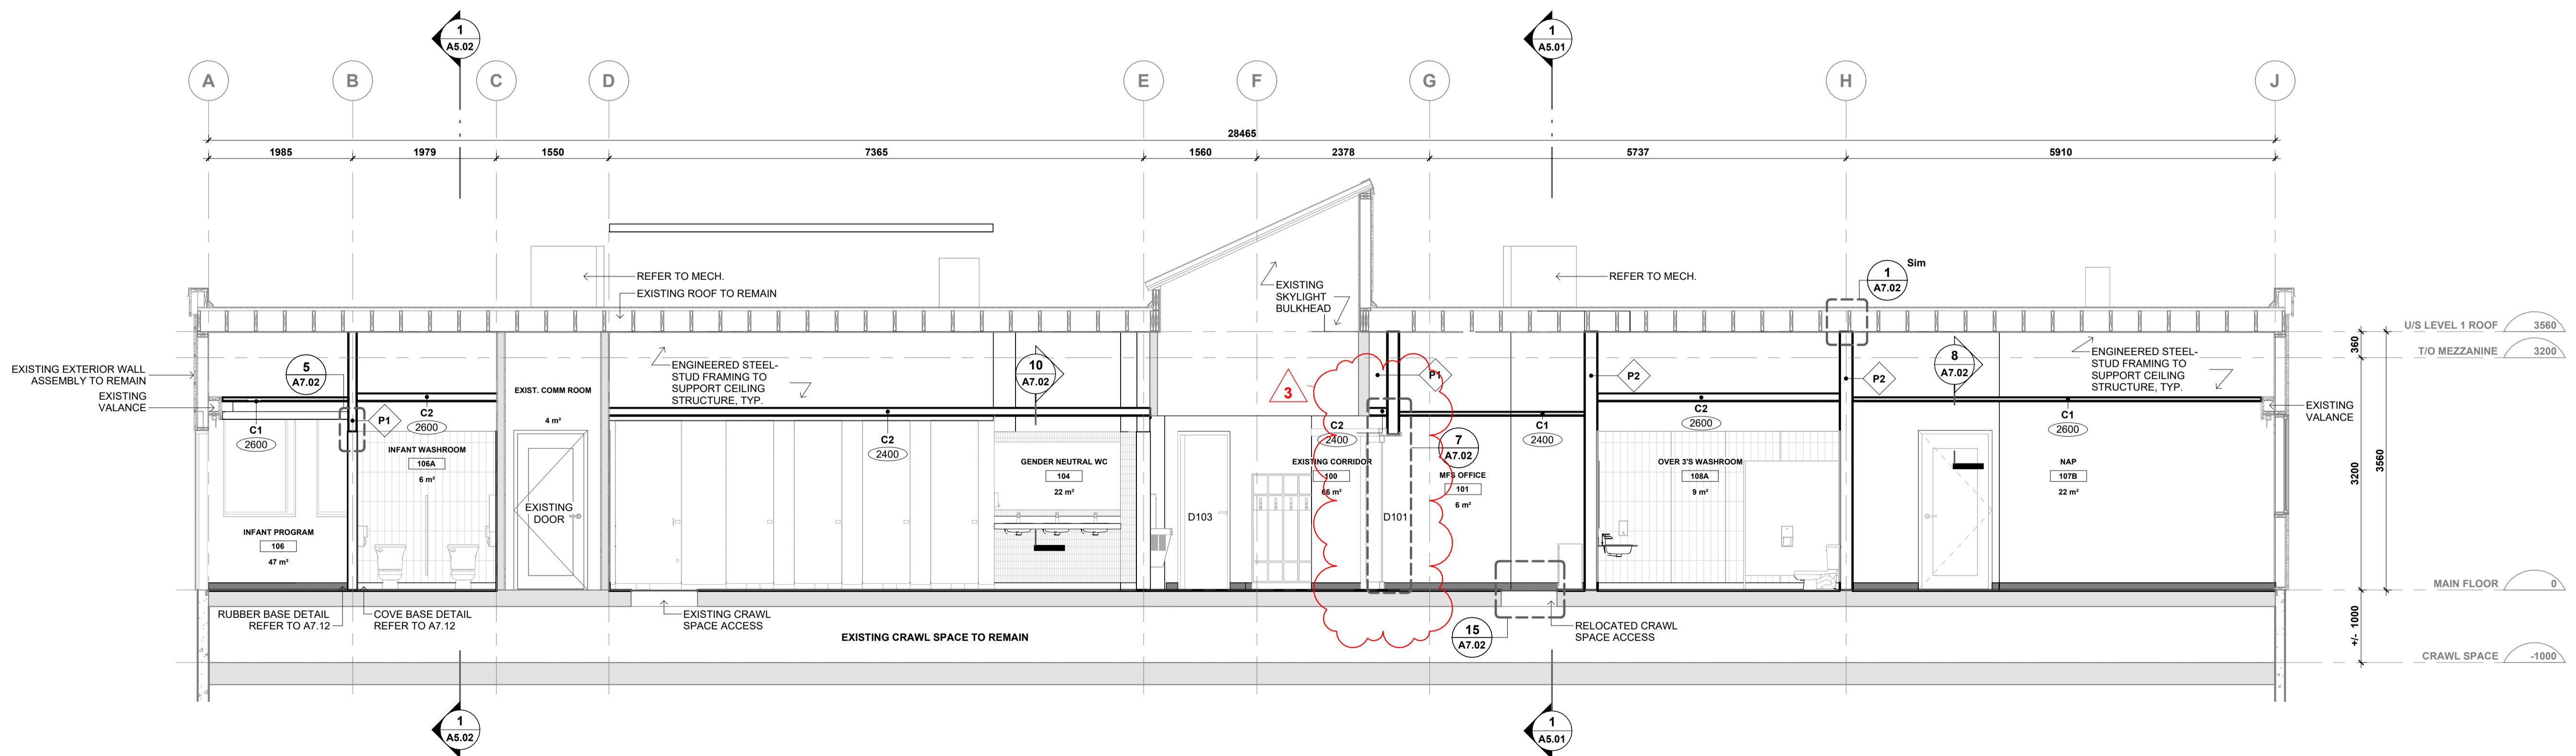 1
A5.02
1
A5.01
A
B
C
D
E
F
G
H
J
28465
1985
1979
1550
7365
1560
2378
5737
5910
REFER TO MECH.
EXISTING ROOF TO REMAIN
EXISTING
SKYLIGHT
BULKHEAD
REFER TO MECH.
1
A7.02
Sim
U/S LEVEL 1 ROOF 3560
T/O MEZZANINE 3200
360
3200
3560
EXISTING EXTERIOR WALL
ASSEMBLY TO REMAIN
EXISTING
VALANCE
5
A7.02
P1
C1
2600
C2
2600
EXIST. COMM ROOM
4 m²
ENGINEERED STEEL-
STUD FRAMING TO
SUPPORT CEILING
STRUCTURE, TYP.
10
A7.02
C2
2400
3
P1
C2
2400
C1
2400
7
A7.02
P2
C2
2600
P2
8
A7.02
ENGINEERED STEEL-
STUD FRAMING TO
SUPPORT CEILING
STRUCTURE, TYP.
C1
2600
EXISTING
VALANCE
INFANT WASHROOM
106A
6 m²
INFANT PROGRAM
106
47 m²
EXISTING
DOOR
GENDER NEUTRAL WC
104
22 m²
D103
EXISTING CORRIDOR
100
66 m²
D101
MFS OFFICE
101
6 m²
OVER 3'S WASHROOM
108A
9 m²
NAP
107B
22 m²
MAIN FLOOR 0
RUBBER BASE DETAIL
REFER TO A7.12
COVE BASE DETAIL
REFER TO A7.12
EXISTING CRAWL
SPACE ACCESS
EXISTING CRAWL SPACE TO REMAIN
15
A7.02
RELOCATED CRAWL
SPACE ACCESS
+/- 1000
CRAWL SPACE -1000
1
A5.02
1
A5.01